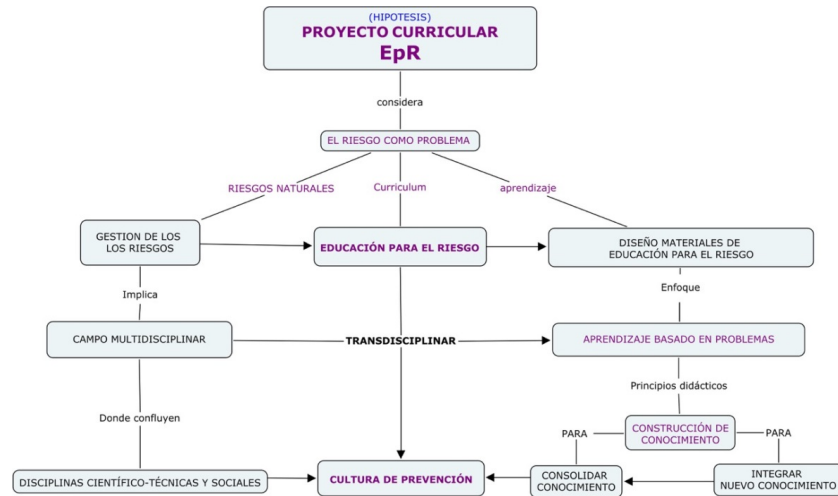 (HIPOTESIS)
PROYECTO CURRICULAR
EpR
considera
EL RIESGO COMO PROBLEMA
RIESGOS NATURALES
Curriculum
aprendizaje
GESTION DE LOS
LOS RIESGOS
EDUCACIÓN PARA EL RIESGO
DISEÑO MATERIALES DE
EDUCACIÓN PARA EL RIESGO
Implica
Enfoque
CAMPO MULTIDISCIPLINAR
TRANSDISCIPLINAR
APRENDIZAJE BASADO EN PROBLEMAS
Principios didácticos
Donde confluyen
CONSTRUCCIÓN DE
CONOCIMIENTO
PARA
PARA
DISCIPLINAS CIENTÍFICO-TÉCNICAS Y SOCIALES
CULTURA DE PREVENCIÓN
CONSOLIDAR
CONOCIMIENTO
INTEGRAR
NUEVO CONOCIMIENTO